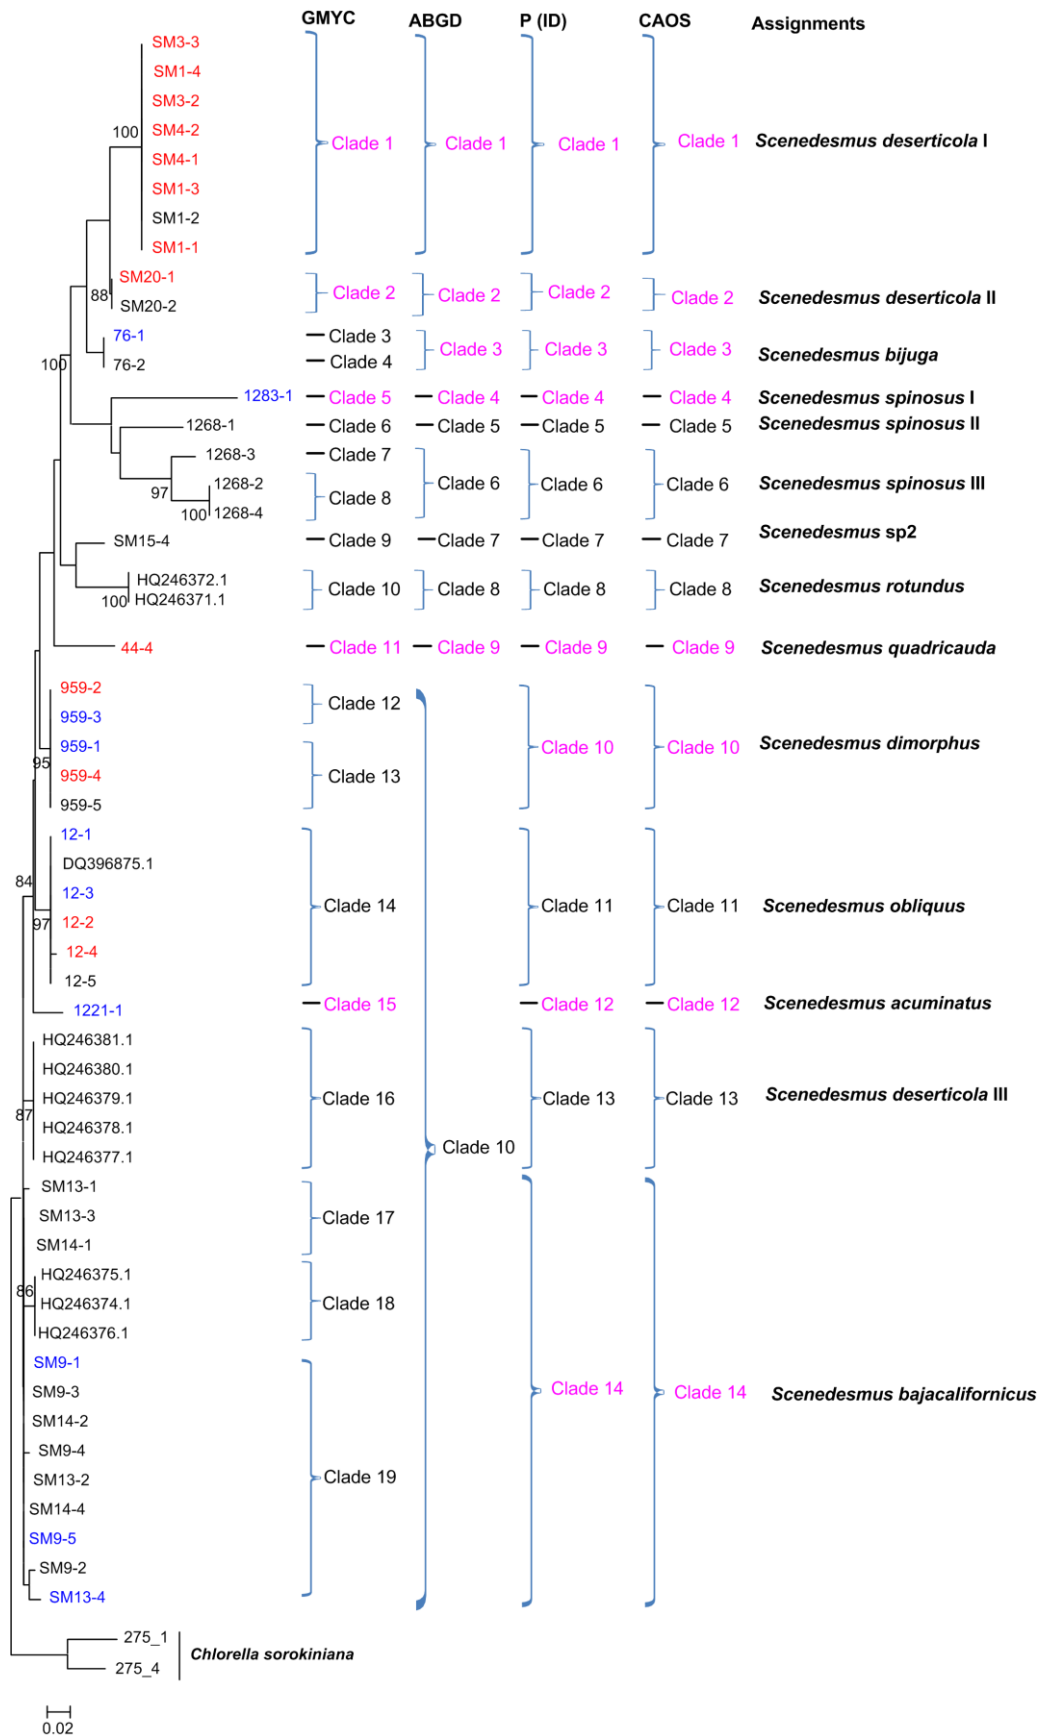 GMYC ABGD P (ID) CAOS Assignments
SM3-3
SM1-4
SM3-2
SM4-2
100
Clade 1 Clade 1 Clade 1 Clade 1 Scenedesmus deserticola I
SM4-1
SM1-3
SM1-2
SM1-1
SM20-1
88
Clade 2 Clade 2 Clade 2 Clade 2 Scenedesmus deserticola II
SM20-2
76-1 Clade 3
Clade 3 Clade 3 Clade 3 Scenedesmus bijuga
100
76-2 Clade 4
1283-1 Clade 5 Clade 4 Clade 4 Clade 4 Scenedesmus spinosus I
1268-1 Clade 6 Clade 5 Clade 5 Clade 5 Scenedesmus spinosus II
1268-3 Clade 7
1268-2
97
Clade 8 Clade 6 Clade 6 Clade 6 Scenedesmus spinosus III
100
1268-4
SM15-4 Clade 9 Clade 7 Clade 7 Clade 7 Scenedesmus sp2
HQ246372.1
Clade 10 Clade 8 Clade 8 Clade 8 Scenedesmus rotundus
100
HQ246371.1
44-4 Clade 11 Clade 9 Clade 9 Clade 9 Scenedesmus quadricauda
959-2
Clade 12
959-3
959-1
95
Clade 10 Clade 10 Scenedesmus dimorphus
959-4 Clade 13
959-5
12-1
DQ396875.1
84
12-3
Clade 14 Clade 11 Clade 11 Scenedesmus obliquus
97
12-2
12-4
12-5
1221-1 Clade 15 Clade 12 Clade 12 Scenedesmus acuminatus
HQ246381.1
HQ246380.1
HQ246379.1 Clade 16 Clade 13 Clade 13 Scenedesmus deserticola III
87
HQ246378.1
Clade 10
HQ246377.1
SM13-1
SM13-3 Clade 17
SM14-1
HQ246375.1
86
HQ246374.1 Clade 18
HQ246376.1
SM9-1
SM9-3 Clade 14 Clade 14 Scenedesmus bajacalifornicus
SM14-2
SM9-4
SM13-2 Clade 19
SM14-4
SM9-5
SM9-2
SM13-4
275_1
Chlorella sorokiniana
275_4
0.02